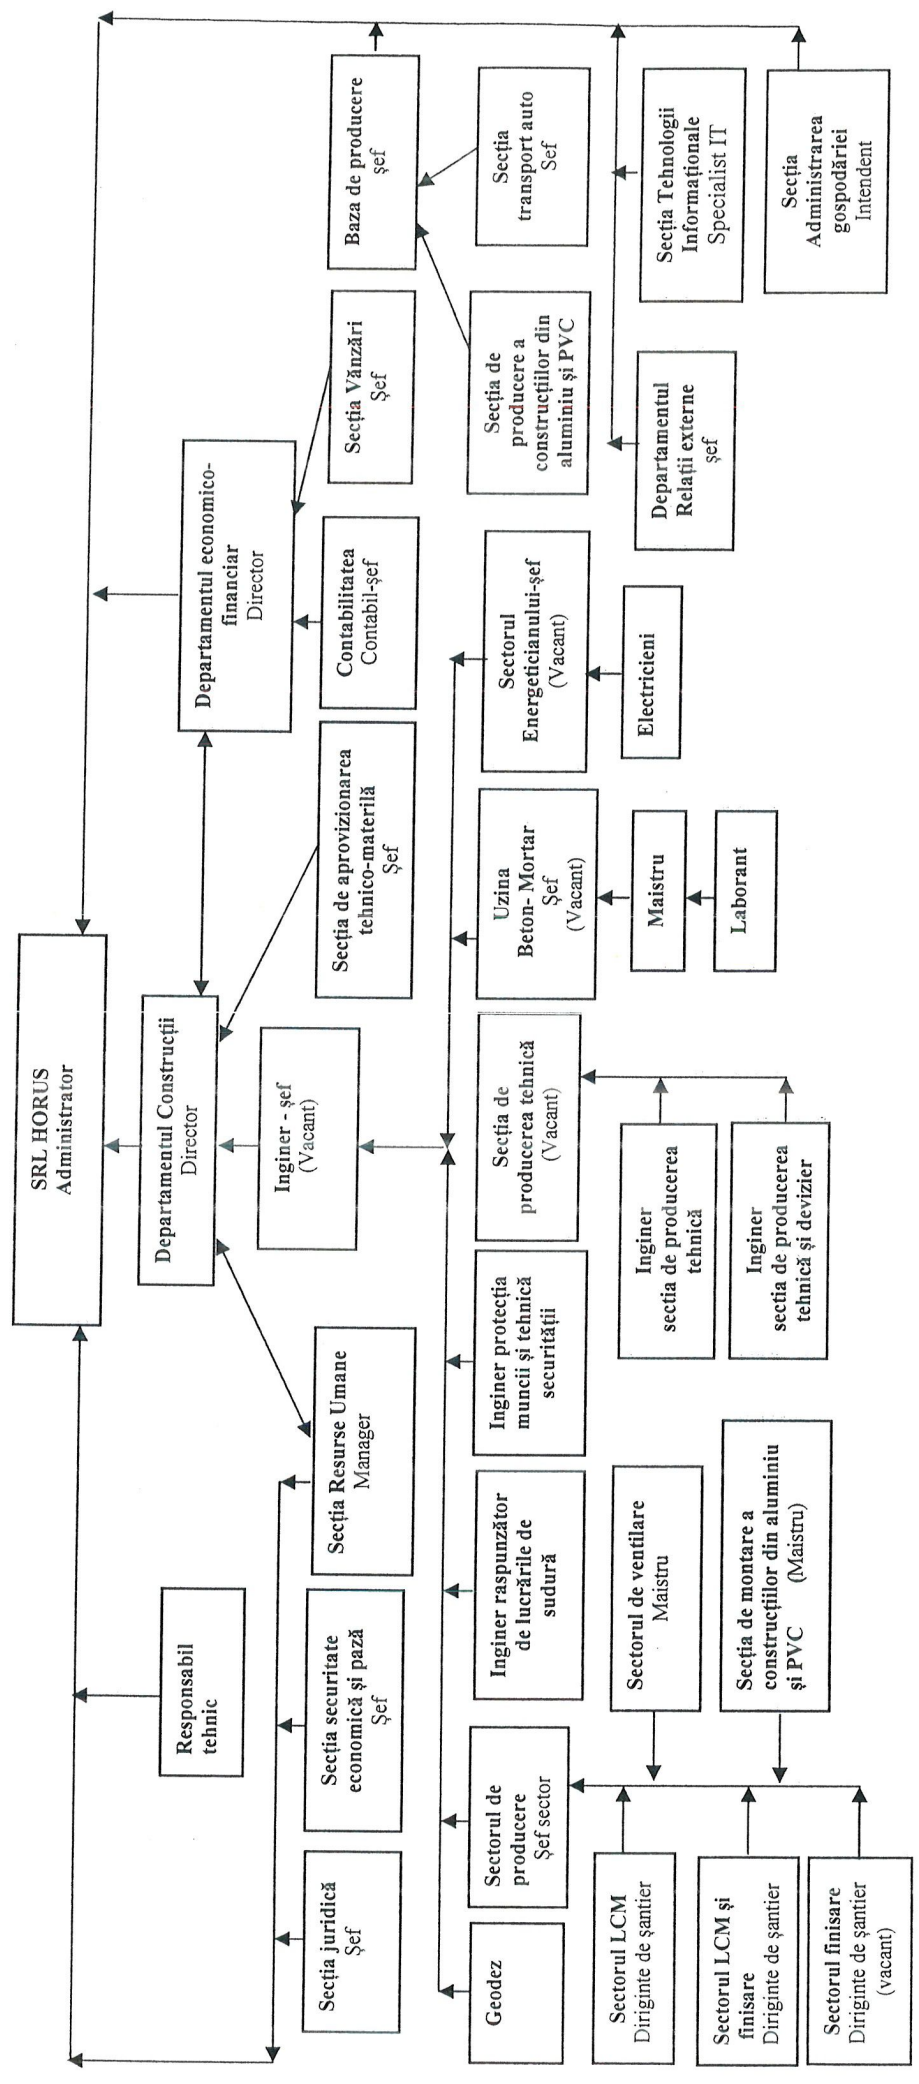 SRL HORUS
Administrator
Responsabil
tehnic
Departamentul Construcții
Director
Departamentul economico-
financiar
Director
Secția juridică
Șef
Secția securitate
economică și pază
Șef
Secția Resurse Umane
Manager
Inginer - șef
(Vacant)
Secția de aprovizionarea
tehnico-materilă
Șef
Contabilitatea
Contabil-șef
Secția Vănzări
Șef
Baza de producere
șef
Geodez
Sectorul de
producere
Șef sector
Inginer raspunzător
de lucrările de
sudură
Inginer protecția
muncii și tehnică
securității
Secția de
producerea tehnică
(Vacant)
Uzina
Beton- Mortar
Șef
(Vacant)
Sectorul
Energeticianului-șef
(Vacant)
Secția de
producere a
construcțiilor din
aluminiu și PVC
Secția
transport auto
Sef
Sectorul LCM
Diriginte de șantier
Sectorul de ventilare
Maistru
Inginer
sectia de producerea
tehnică
Maistru
Electricieni
Departamentul
Relații externe
șef
Secția Tehnologii
Informaționale
Specialist IT
Sectorul LCM și
finisare
Diriginte de șantier
Secția de montare a
construcțiilor din aluminiu
și PVC (Maistru)
Inginer
sectia de producerea
tehnică și devizier
Laborant
Secția
Administrarea
gospodăriei
Intendent
Sectorul finisare
Diriginte de șantier
(vacant)